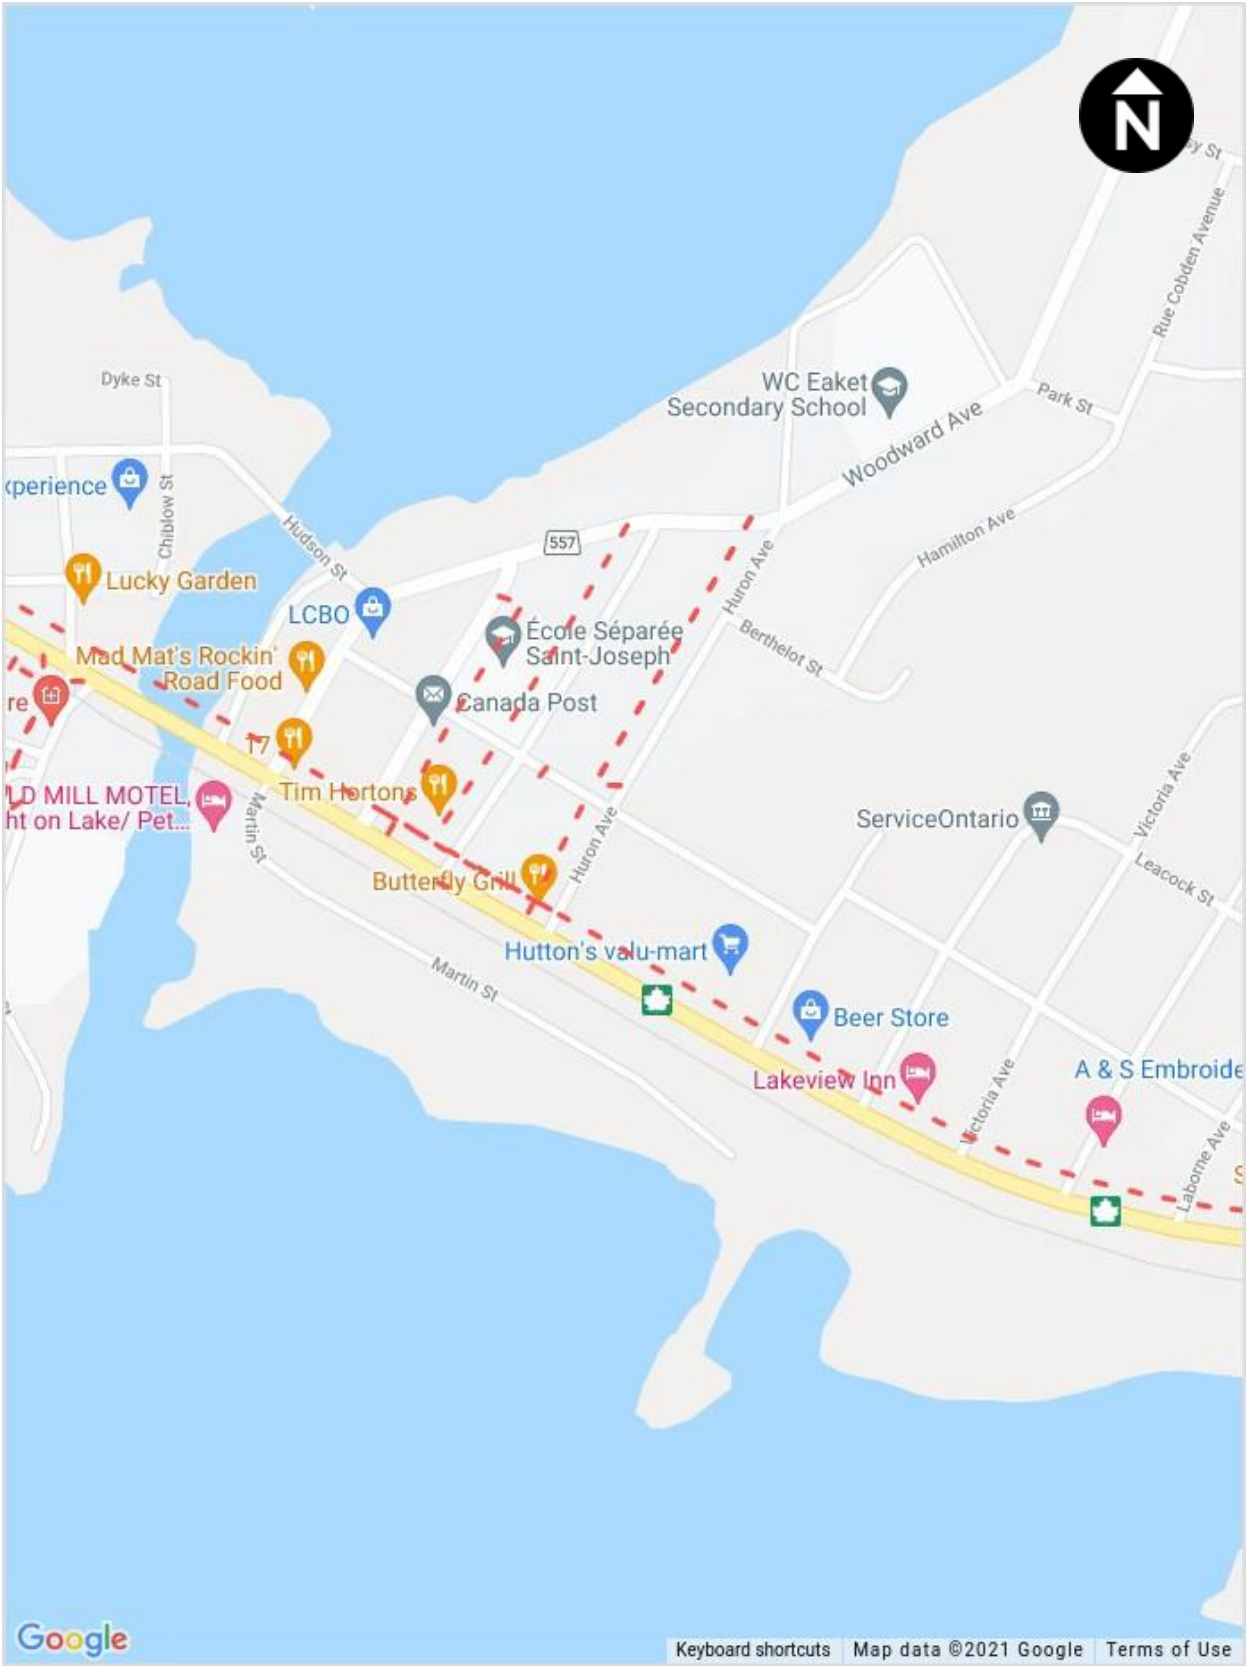 N
sy St
Rue Cobden Avenue
Dyke St
WC Eaket
Secondary School
Park St
Woodward Ave
xperience
Chiblow St
Hudson St
557
Huron Ave
Hamilton Ave
Lucky Garden
LCBO
École Séparée
Saint-Joseph
Berthelot St
Mad Mat's Rockin'
Road Food
re
Canada Post
17
Tim Hortons
LD MILL MOTEL,
ht on Lake/ Pet...
Martin St
Victoria Ave
ServiceOntario
Huron Ave
Leacock St
Butterfly Grill
Hutton's valu-mart
Martin St
Beer Store
Lakeview Inn
A & S Embroide
Victoria Ave
Laborne Ave
S
Google
Keyboard shortcuts
Map data ©2021 Google
Terms of Use